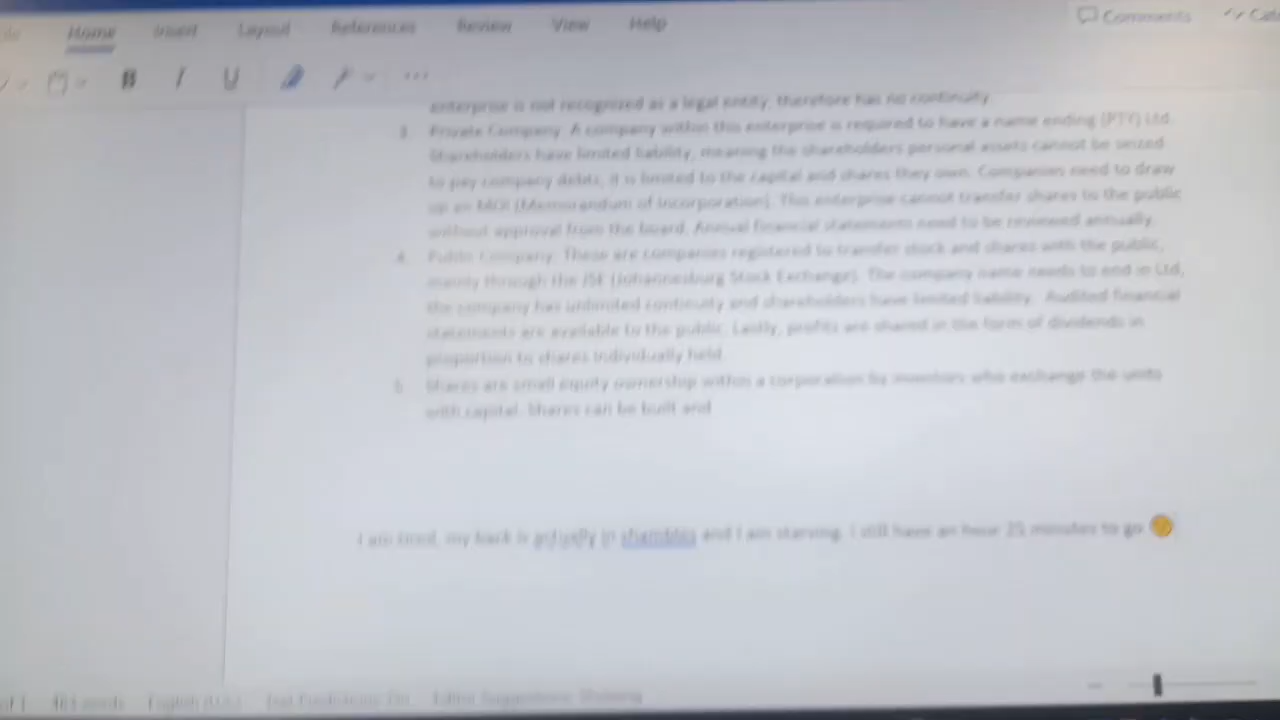 Home Insert Layout References Review View Help Comments
B I U
enterprise is not recognized as a legal entity, therefore has no continuity.
3. Private Company. A company within this enterprise is required to have a name ending (PTY) Ltd.
Shareholders have limited liability, meaning the shareholders personal assets cannot be seized
to pay company debts, it is limited to the capital and shares they own. Companies need to draw
up an MOI (Memorandum of Incorporation). This enterprise cannot transfer shares to the public
without approval from the board. Annual financial statements need to be reviewed annually.
4. Public Company. These are companies registered to transfer stock and shares with the public,
mainly through the JSE (Johannesburg Stock Exchange). The company name needs to end in Ltd,
the company has unlimited continuity and shareholders have limited liability. Audited financial
statements are available to the public. Lastly, profits are shared in the form of dividends in
proportion to shares individually held.
5. Shares are small equity ownership within a corporation by investors who exchange the units
with capital. Shares can be built and
I am tired, my back is actually in shambles and I am starving. I still have an hour 25 minutes to go
words English (U.S.) Text Predictions: On Editor Suggestions: Showing